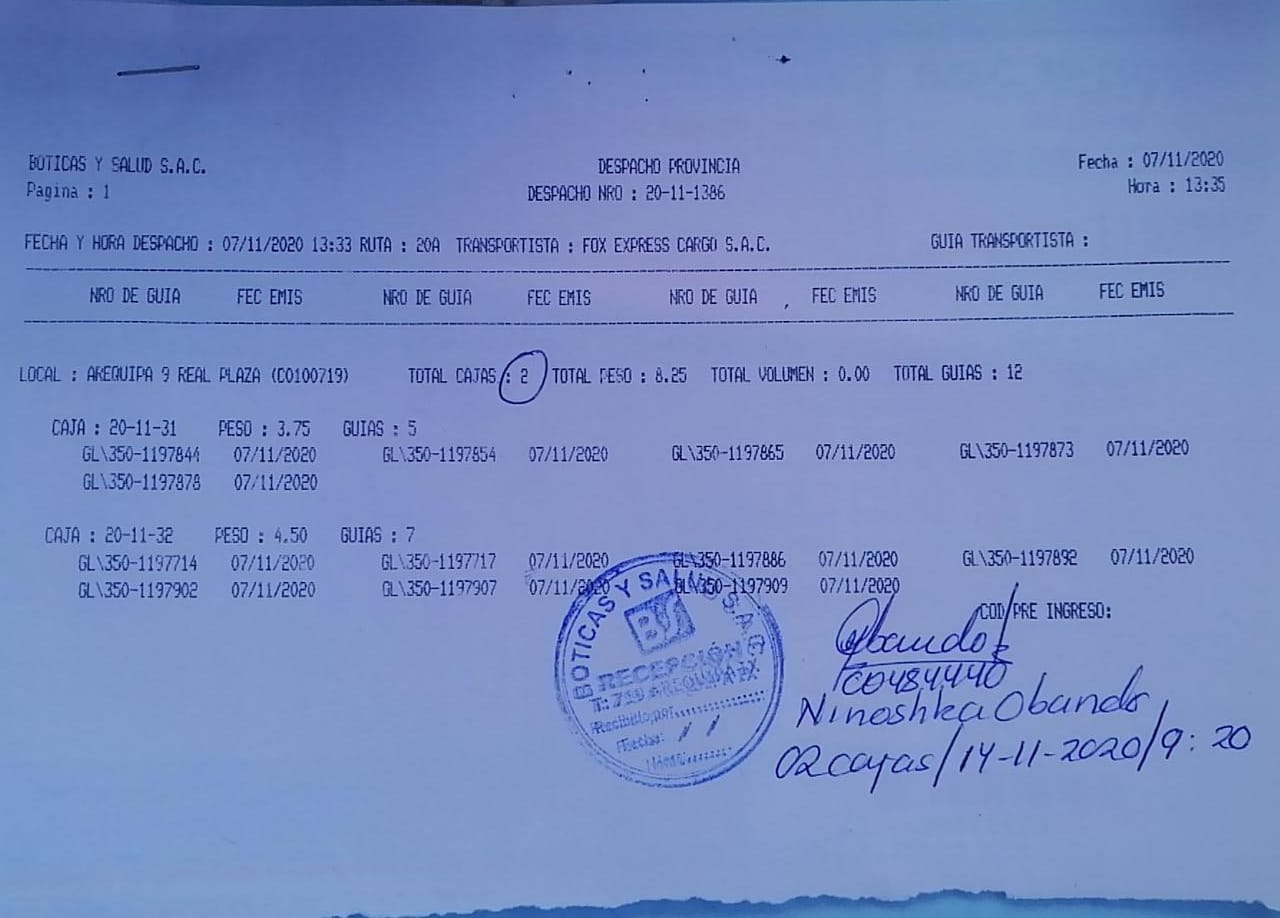 BOTICAS Y SALUD S.A.C. DESPACHO PROVINCIA Fecha : 07/11/2020
Pagina : 1 DESPACHO NRO : 20-11-1386 Hora : 13:35
FECHA Y HORA DESPACHO : 07/11/2020 13:33 RUTA : 20A TRANSPORTISTA : FOX EXPRESS CARGO S.A.C. GUIA TRANSPORTISTA :
NRO DE GUIA FEC EMIS NRO DE GUIA FEC EMIS NRO DE GUIA FEC EMIS NRO DE GUIA FEC EMIS
LOCAL : AREQUIPA 9 REAL PLAZA (C0100719) TOTAL CAJAS : 2 TOTAL PESO : 8.25 TOTAL VOLUMEN : 0.00 TOTAL GUIAS : 12
CAJA : 20-11-31 PESO : 3.75 GUIAS : 5
GL\350-1197844 07/11/2020 GL\350-1197854 07/11/2020 GL\350-1197865 07/11/2020 GL\350-1197873 07/11/2020
GL\350-1197878 07/11/2020
CAJA : 20-11-32 PESO : 4.50 GUIAS : 7
GL\350-1197714 07/11/2020 GL\350-1197717 07/11/2020 GL\350-1197886 07/11/2020 GL\350-1197892 07/11/2020
GL\350-1197902 07/11/2020 GL\350-1197907 07/11/2020 GL\350-1197909 07/11/2020
COD PRE INGRESO:
BOTICAS Y SALUD S.A.C.
BS
RECEPCIÓN
T: 719 AREQUIPA IX
Recibido por
Fecha: / /
Obando
C0484440
Ninoshka Obando
02 cajas/14-11-2020/9:20